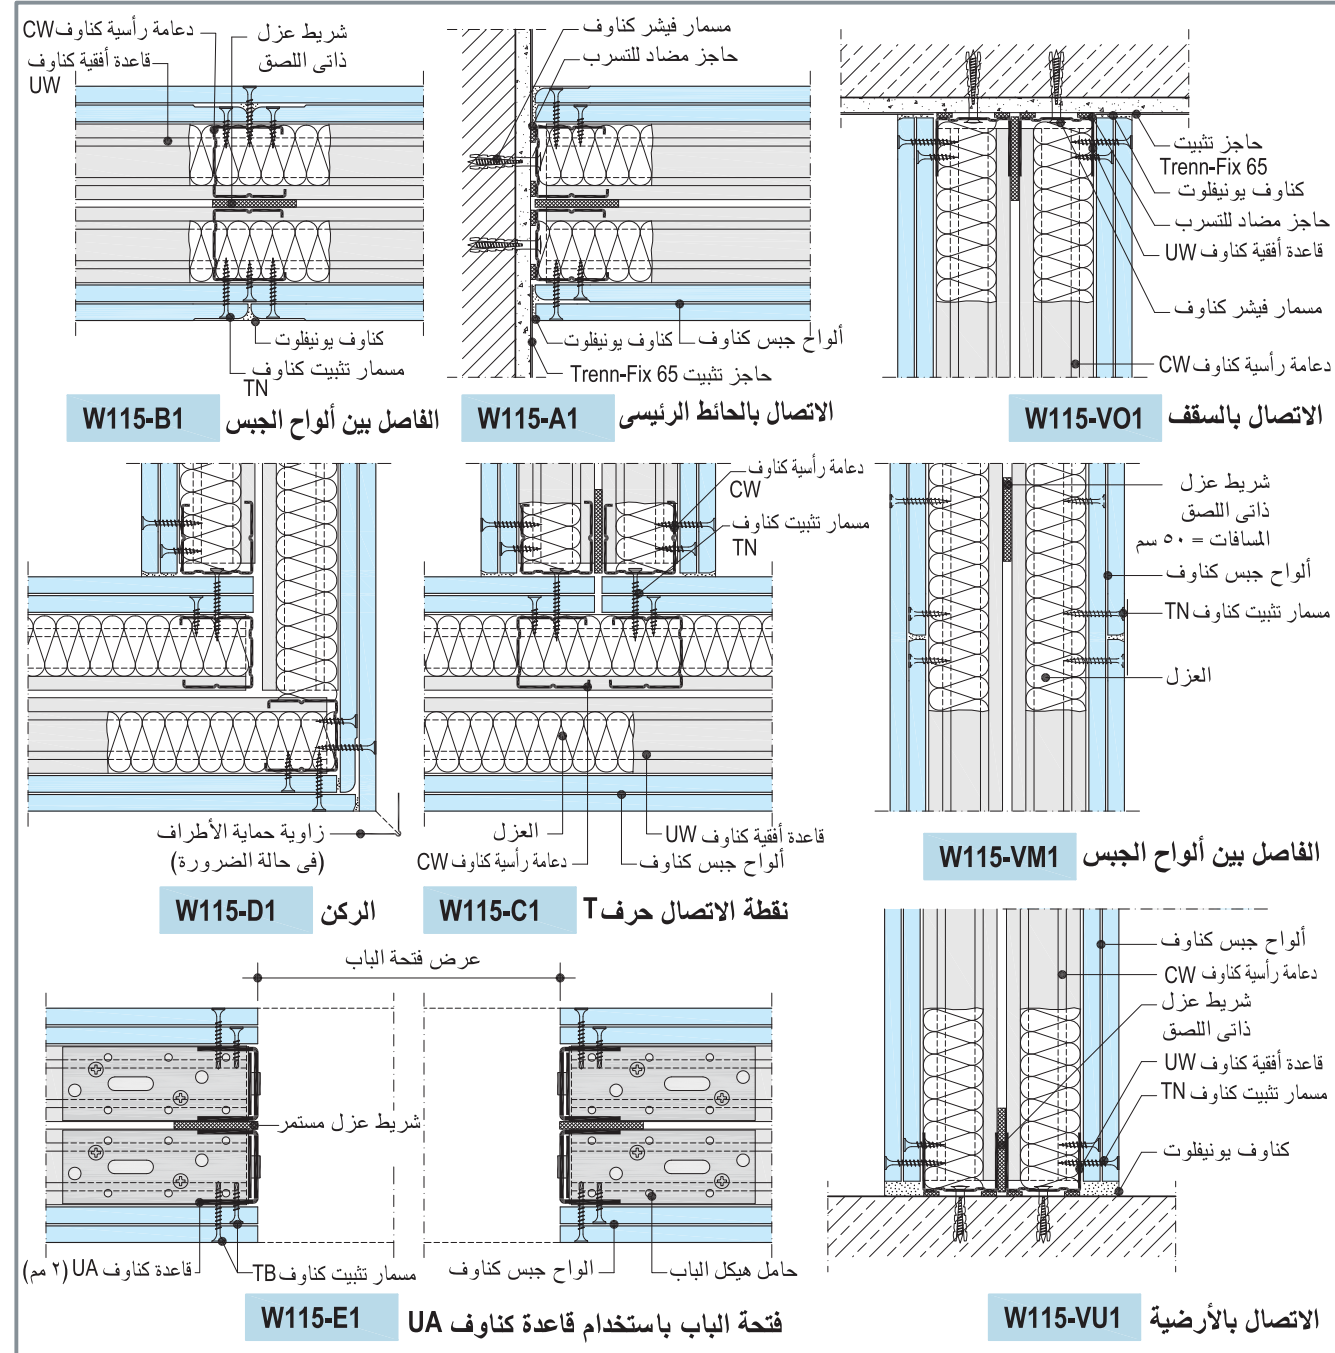 دعامة رأسية كناوف CW
قاعدة أفقية كناوف
UW
شريط عزل
ذاتى اللصق
كناوف يونيفلوت
مسمار تثبيت كناوف
TN
الفاصل بين ألواح الجبس W115-B1
مسمار فيشر كناوف
حاجز مضاد للتسرب
ألواح جبس كناوف
كناوف يونيفلوت
حاجز تثبيت Trenn-Fix 65
الاتصال بالحائط الرئيسى W115-A1
حاجز تثبيت
Trenn-Fix 65
كناوف يونيفلوت
حاجز مضاد للتسرب
قاعدة أفقية كناوف UW
مسمار فيشر كناوف
دعامة رأسية كناوف CW
الاتصال بالسقف W115-VO1
زاوية حماية الأطراف
(فى حالة الضرورة)
الركن W115-D1
دعامة رأسية كناوف
CW
مسمار تثبيت كناوف
TN
العزل
قاعدة أفقية كناوف UW
دعامة رأسية كناوف CW
ألواح جبس كناوف
نقطة الاتصال حرف T W115-C1
شريط عزل
ذاتى اللصق
المسافات = ٥٠ سم
ألواح جبس كناوف
مسمار تثبيت كناوف TN
العزل
الفاصل بين ألواح الجبس W115-VM1
عرض فتحة الباب
شريط عزل مستمر
قاعدة كناوف UA (٢ مم)
مسمار تثبيت كناوف TB
الواح جبس كناوف
حامل هيكل الباب
فتحة الباب باستخدام قاعدة كناوف UA W115-E1
ألواح جبس كناوف
دعامة رأسية كناوف CW
شريط عزل
ذاتى اللصق
قاعدة أفقية كناوف UW
مسمار تثبيت كناوف TN
كناوف يونيفلوت
الاتصال بالأرضية W115-VU1